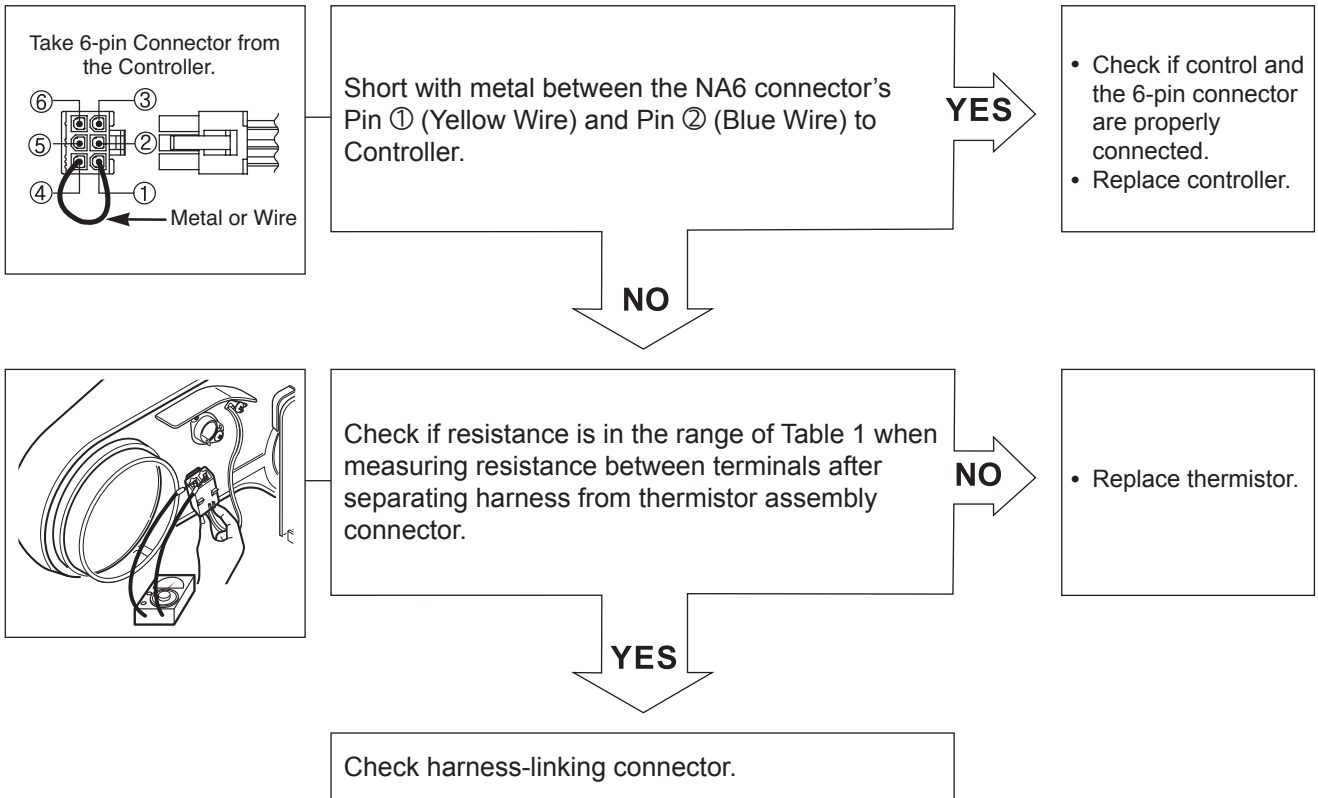 Take 6-pin Connector from
the Controller.
⑥
③
⑤
②
④
①
Metal or Wire
Short with metal between the NA6 connector's
Pin ① (Yellow Wire) and Pin ② (Blue Wire) to
Controller.
YES
• Check if control and
the 6-pin connector
are properly
connected.
• Replace controller.
NO
Check if resistance is in the range of Table 1 when
measuring resistance between terminals after
separating harness from thermistor assembly
connector.
NO
• Replace thermistor.
YES
Check harness-linking connector.